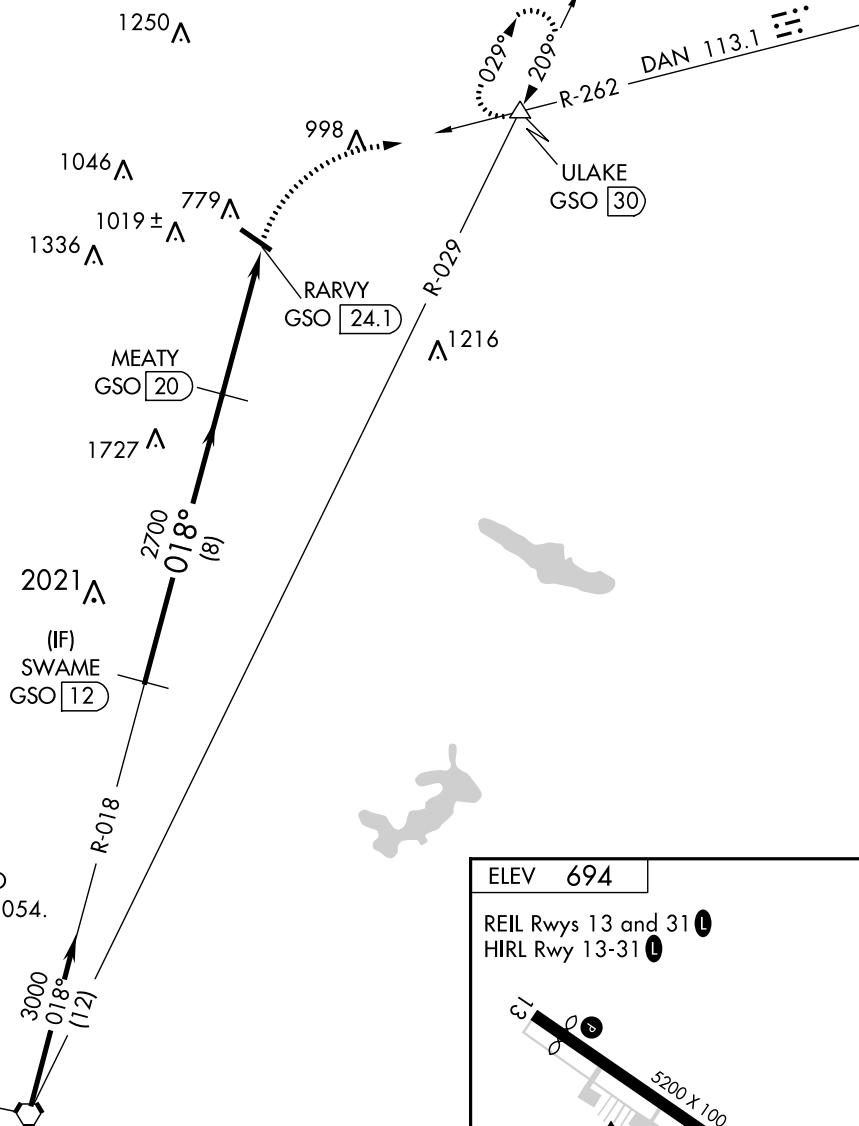 1250
029°
209°
DAN 113.1
R-262
998
ULAKE
GSO 30
1046
779
1019 ±
1336
R-029
RARVY
GSO 24.1
1216
MEATY
GSO 20
1727
2700
018°
(8)
2021
(IF)
SWAME
GSO 12
R-018
054.
3000
018°
(12)
ELEV 694
REIL Rwys 13 and 31 L
HIRL Rwy 13-31 L
13
P
5200 X 100